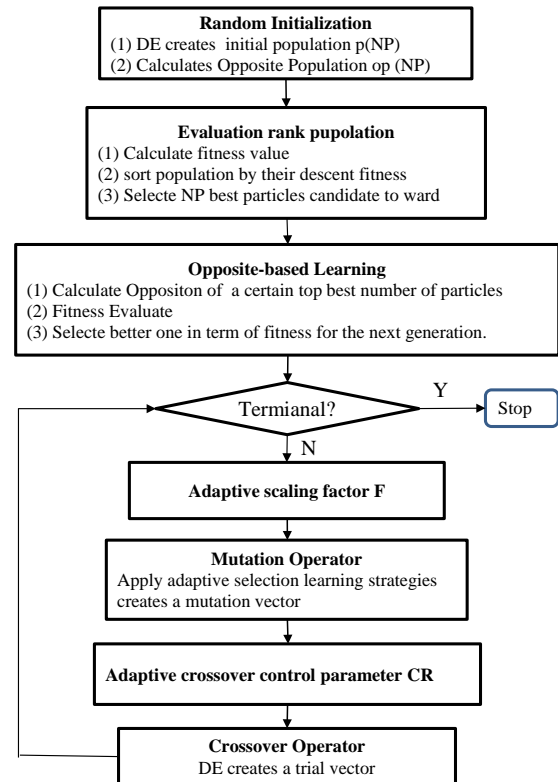 Random Initialization
(1) DE creates initial population p(NP)
(2) Calculates Opposite Population op (NP)
Evaluation rank pupolation
(1) Calculate fitness value
(2) sort population by their descent fitness
(3) Selecte NP best particles candidate to ward
Opposite-based Learning
(1) Calculate Oppositon of a certain top best number of particles
(2) Fitness Evaluate
(3) Selecte better one in term of fitness for the next generation.
Termianal?
Y
Stop
N
Adaptive scaling factor F
Mutation Operator
Apply adaptive selection learning strategies
creates a mutation vector
Adaptive crossover control parameter CR
Crossover Operator
DE creates a trial vector